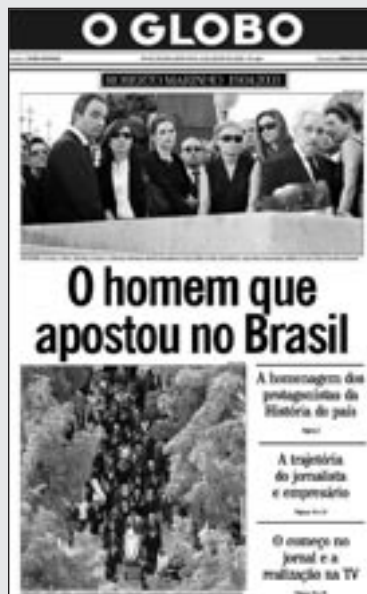 O GLOBO
ROBERTO MARINHO 1904-2003
O homem que
apostou no Brasil
A homenagem dos
protagonistas da
História do país
A trajetória
do jornalista
e empresário
O começo no
jornal e a
realização na TV